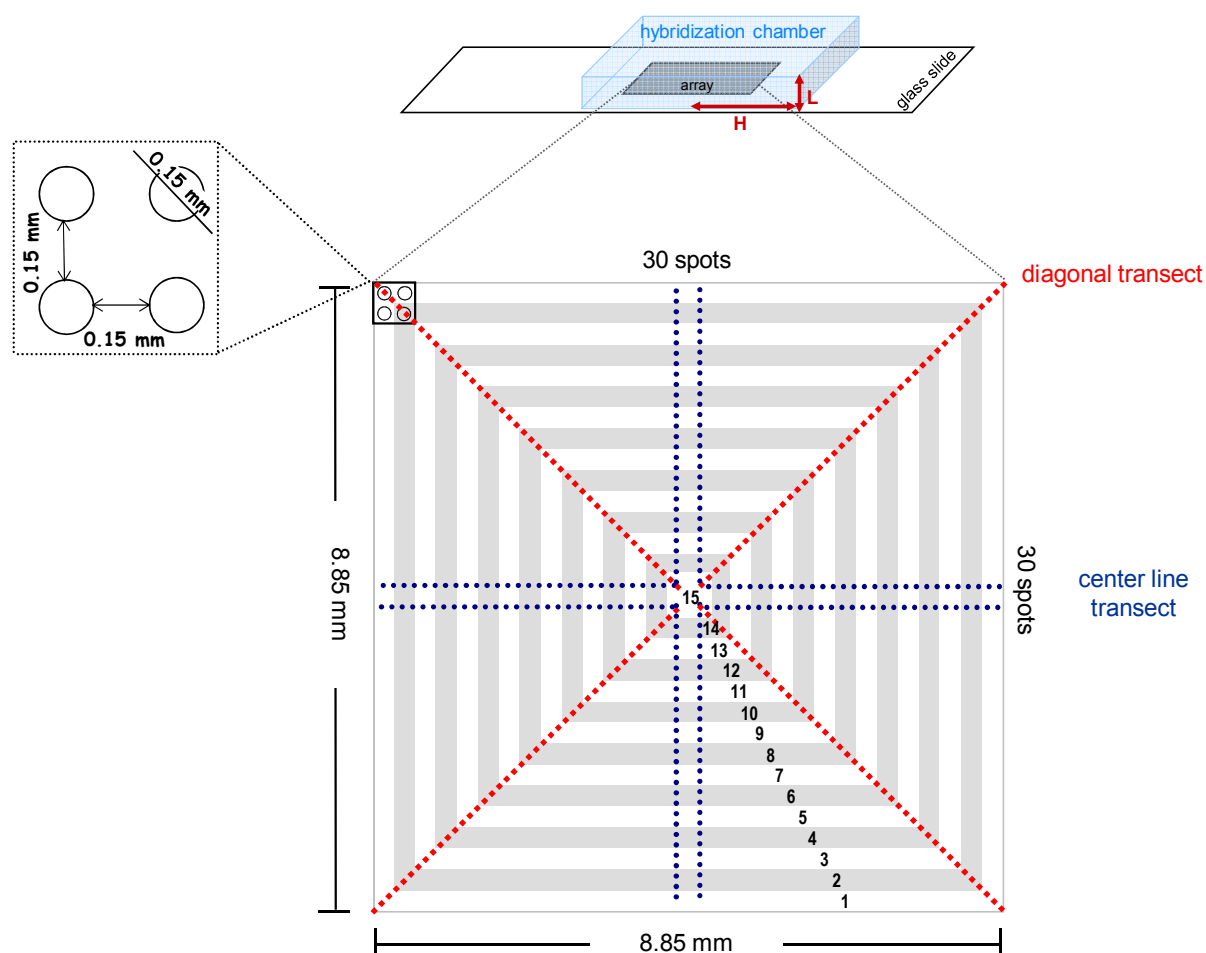 hybridization chamber
array
glass slide
L
H
0.15 mm
0.15 mm
0.15 mm
30 spots
diagonal transect
8.85 mm
30 spots
center line
transect
15
14
13
12
11
10
9
8
7
6
5
4
3
2
1
8.85 mm